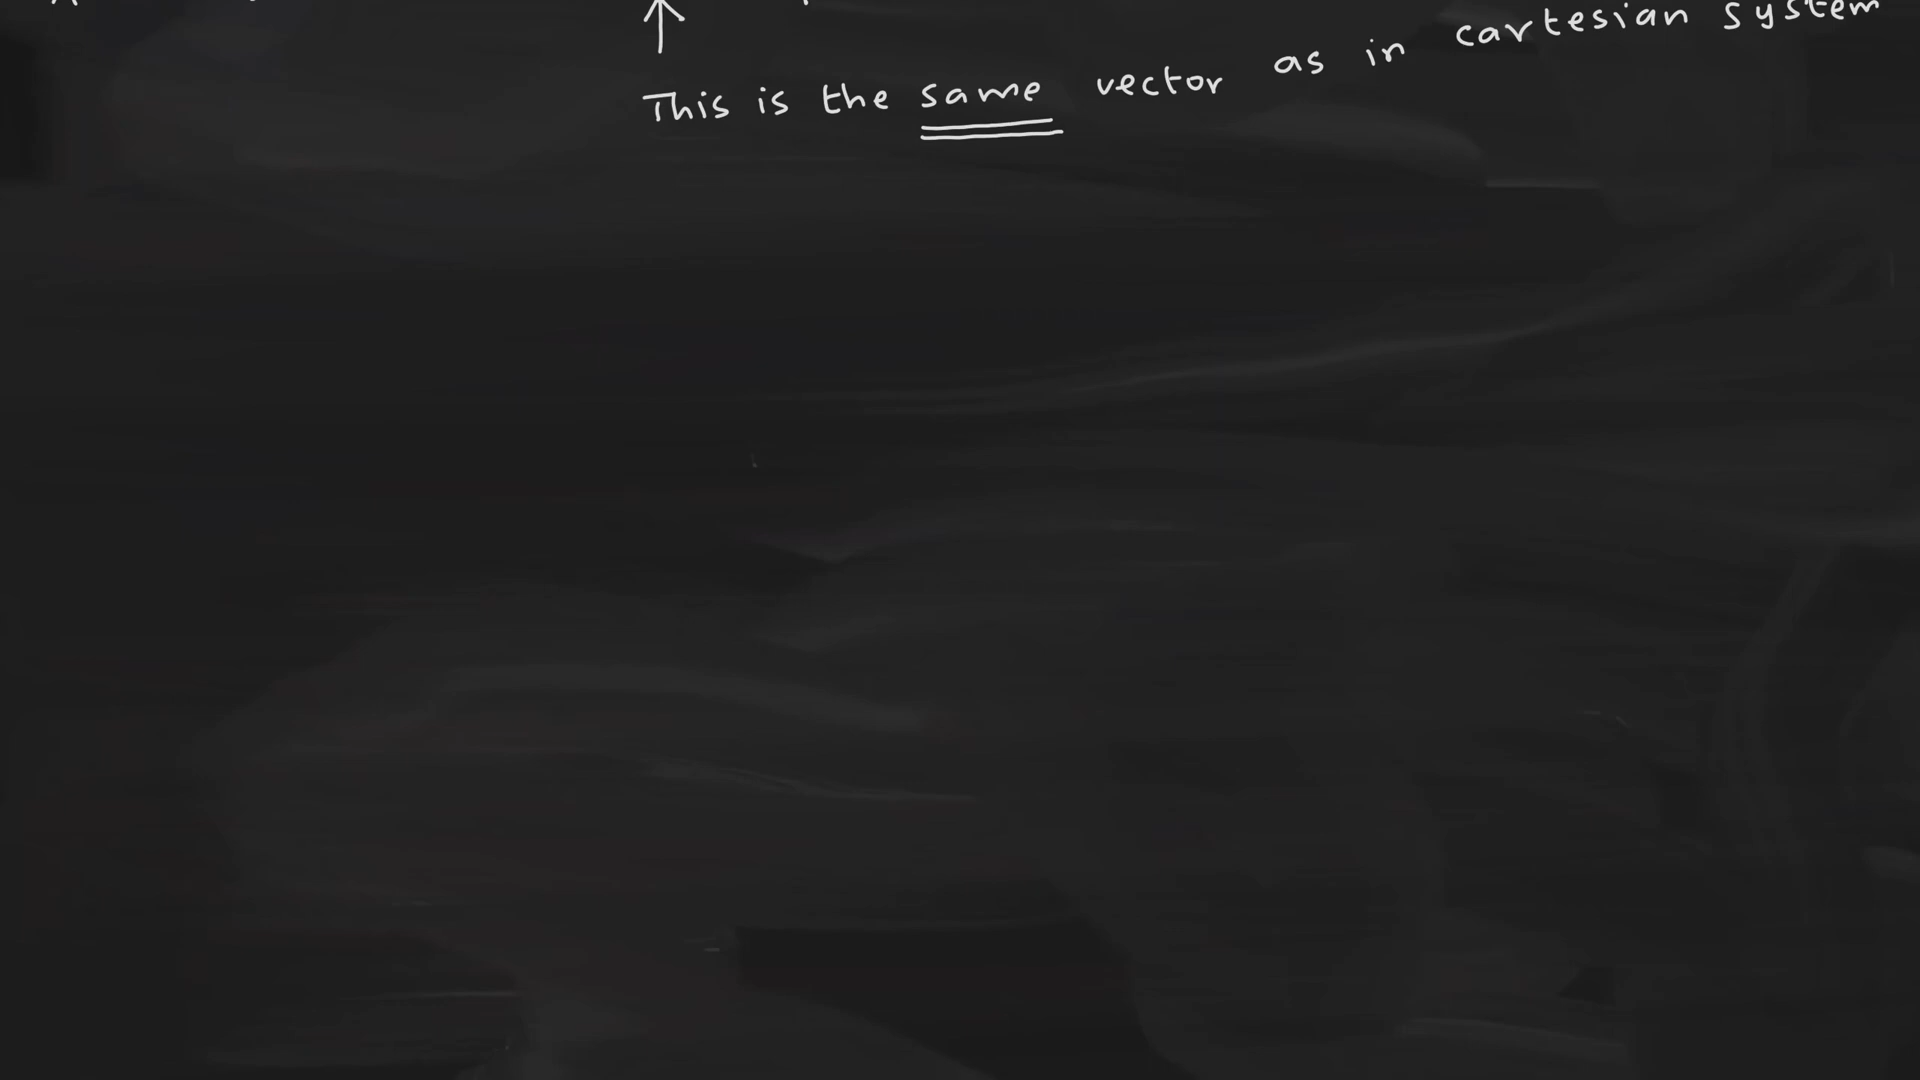 This is the same vector as in cartesian system